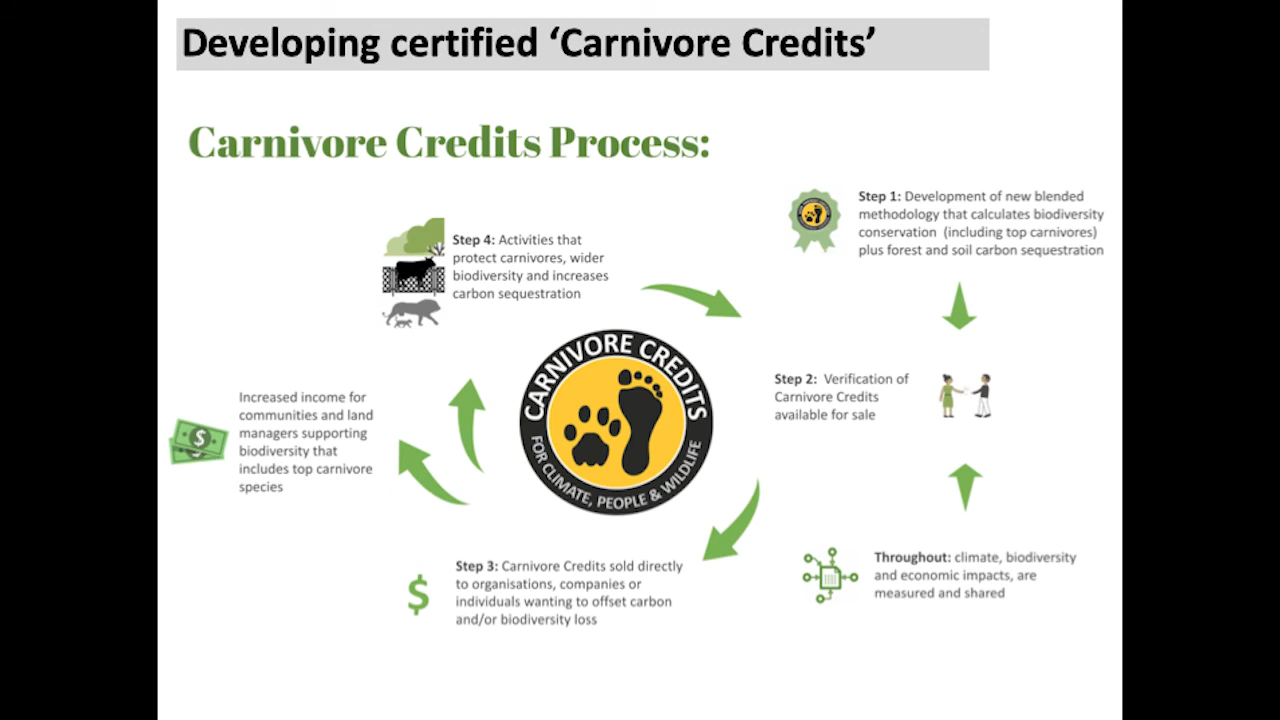 Developing certified ‘Carnivore Credits’
Carnivore Credits Process:
Step 1: Development of new blended
methodology that calculates biodiversity
conservation (including top carnivores)
plus forest and soil carbon sequestration
Step 4: Activities that
protect carnivores, wider
biodiversity and increases
carbon sequestration
CARNIVORE CREDITS
FOR CLIMATE, PEOPLE & WILDLIFE
Step 2: Verification of
Carnivore Credits
available for sale
Increased income for
communities and land
managers supporting
biodiversity that
includes top carnivore
species
$
Step 3: Carnivore Credits sold directly
to organisations, companies or
individuals wanting to offset carbon
and/or biodiversity loss
$
Throughout: climate, biodiversity
and economic impacts, are
measured and shared